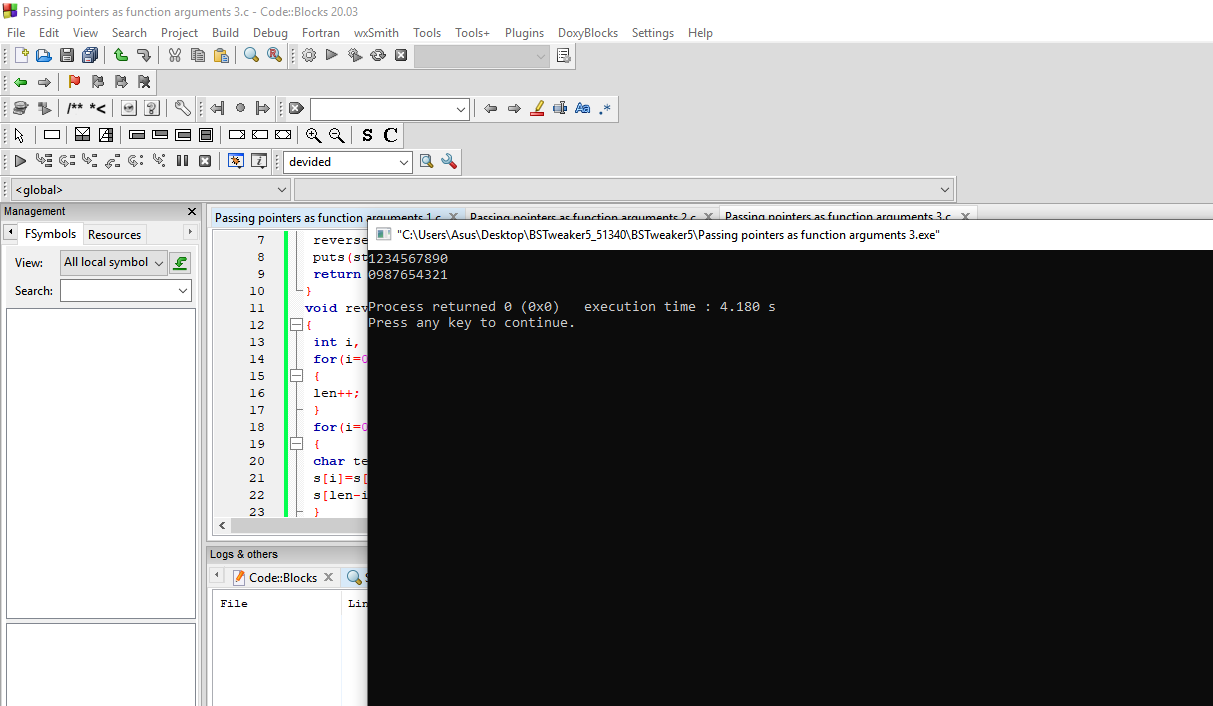 Passing pointers as function arguments 3.c - Code::Blocks 20.03
File Edit View Search Project Build Debug Fortran wxSmith Tools Tools+ Plugins DoxyBlocks Settings Help
/** *<
Aa .*
S C
devided
<global>
Management
FSymbols Resources
View: All local symbol
Search:
Passing pointers as function arguments 1.c Passing pointers as function arguments 2.c Passing pointers as function arguments 3.c
7 reverse
8 puts(st
9 return
10 }
11 void rev
12 {
13 int i,
14 for(i=0
15 {
16 len++;
17 }
18 for(i=0
19 {
20 char te
21 s[i]=s[
22 s[len-i
23 }
"C:\Users\Asus\Desktop\BSTweaker5_51340\BSTweaker5\Passing pointers as function arguments 3.exe"
1234567890
0987654321
Process returned 0 (0x0) execution time : 4.180 s
Press any key to continue.
Logs & others
Code::Blocks
File Lin